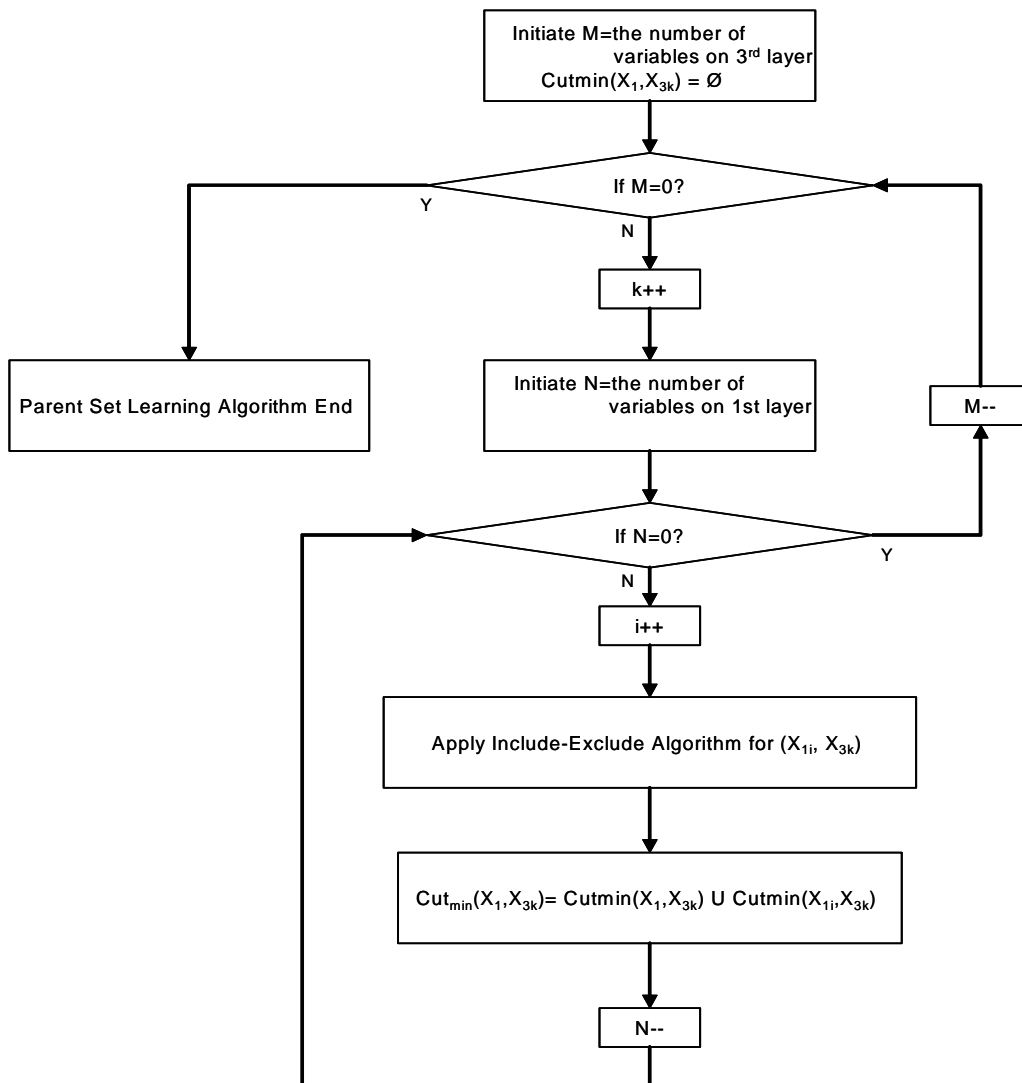 Initiate M=the number of
variables on 3rd layer
Cutmin(X1,X3k) = Ø
If M=0?
Y
N
k++
Parent Set Learning Algorithm End
Initiate N=the number of
variables on 1st layer
M--
If N=0?
Y
N
i++
Apply Include-Exclude Algorithm for (X1i, X3k)
Cutmin(X1,X3k)= Cutmin(X1,X3k) U Cutmin(X1i,X3k)
N--